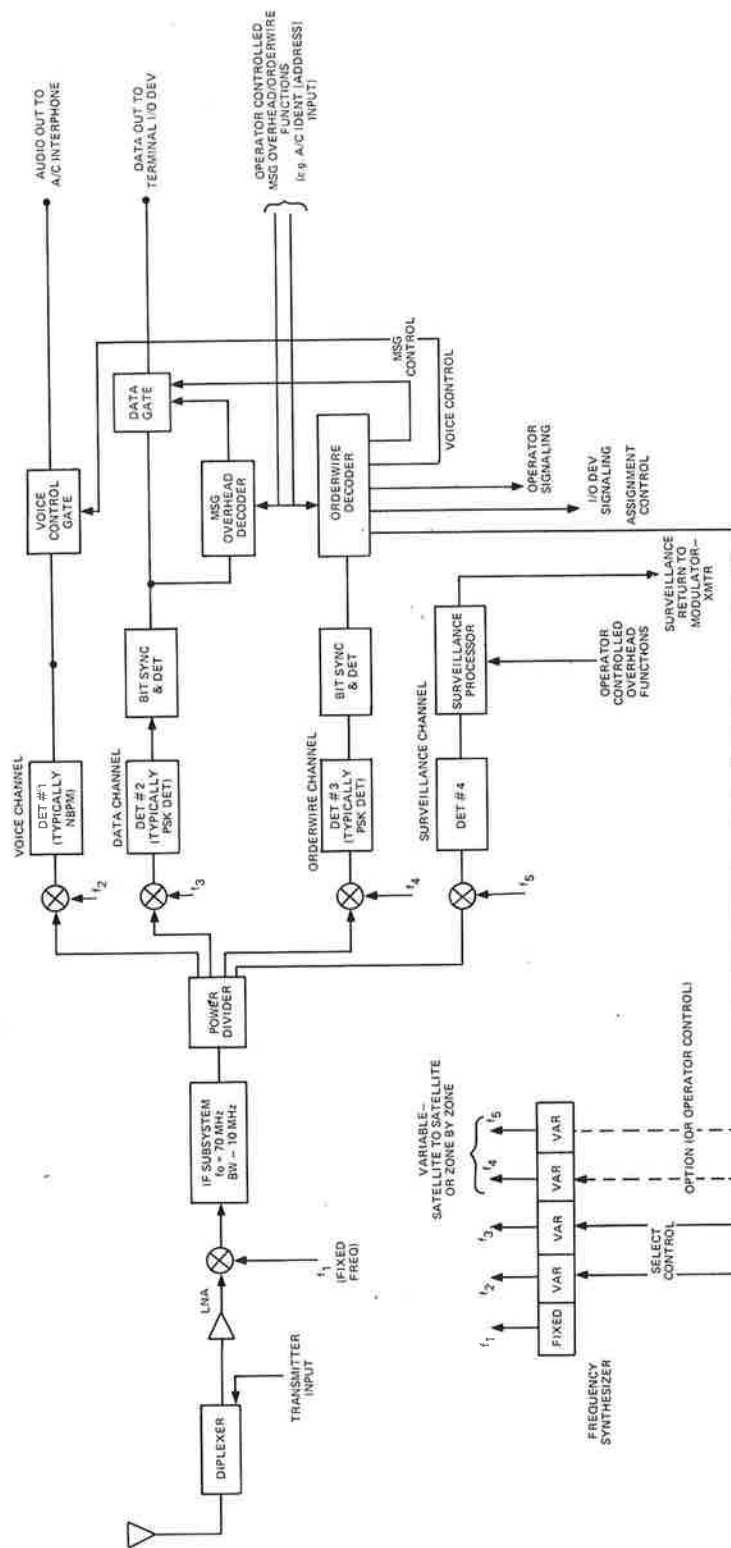 DIPLEXER
TRANSMITTER
INPUT
LNA
f1
(FIXED
FREQ)
IF SUBSYSTEM
fo = 70 MHz
BW – 10 MHz
POWER
DIVIDER
VOICE CHANNEL
DET #1
(TYPICALLY
NBPM)
f2
VOICE
CONTROL
GATE
AUDIO OUT TO
A/C INTERPHONE
DATA CHANNEL
DET #2
(TYPICALLY
PSK DET)
f3
BIT SYNC
& DET
DATA
GATE
DATA OUT TO
TERMINAL I/O DEV
MSG
OVERHEAD
DECODER
OPERATOR CONTROLLED
MSG OVERHEAD/ORDERWIRE
FUNCTIONS
(e.g. A/C IDENT (ADDRESS)
INPUT)
ORDERWIRE CHANNEL
DET #3
(TYPICALLY
PSK DET)
f4
BIT SYNC
& DET
ORDERWIRE
DECODER
MSG
CONTROL
VOICE CONTROL
OPERATOR
SIGNALING
I/O DEV
SIGNALING
ASSIGNMENT
CONTROL
SURVEILLANCE CHANNEL
DET #4
f5
SURVEILLANCE
PROCESSOR
SURVEILLANCE
RETURN TO
MODULATOR–
XMTR
OPERATOR
CONTROLLED
OVERHEAD
FUNCTIONS
VARIABLE–
SATELLITE TO SATELLITE
OR ZONE BY ZONE
f1 f2 f3 f4 f5
FIXED VAR VAR VAR VAR
FREQUENCY
SYNTHESIZER
SELECT
CONTROL
OPTION (OR OPERATOR CONTROL)